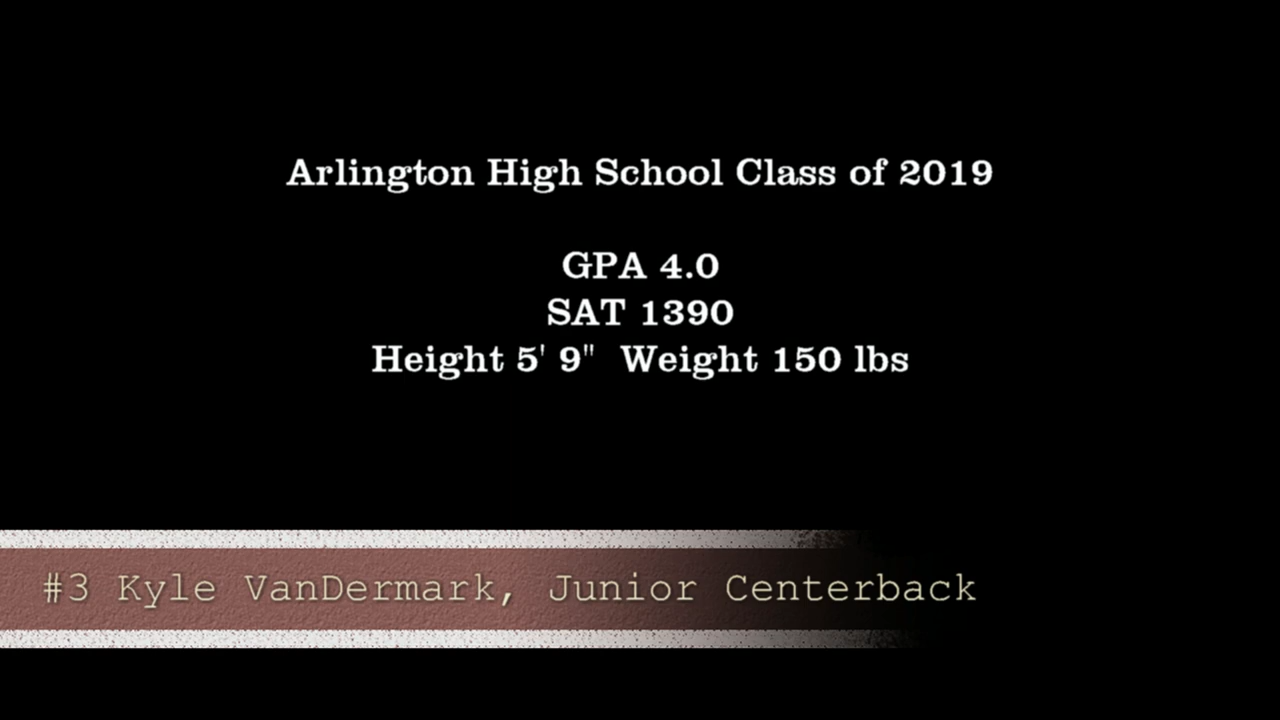 Arlington High School Class of 2019
GPA 4.0
SAT 1390
Height 5' 9" Weight 150 lbs
#3 Kyle VanDermark, Junior Centerback